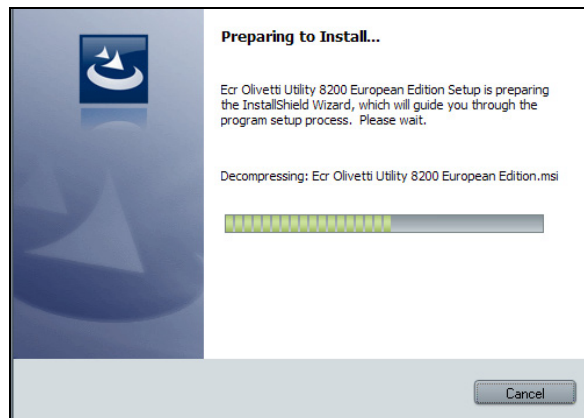 Preparing to Install...
Ecr Olivetti Utility 8200 European Edition Setup is preparing
the InstallShield Wizard, which will guide you through the
program setup process. Please wait.
Decompressing: Ecr Olivetti Utility 8200 European Edition.msi
Cancel